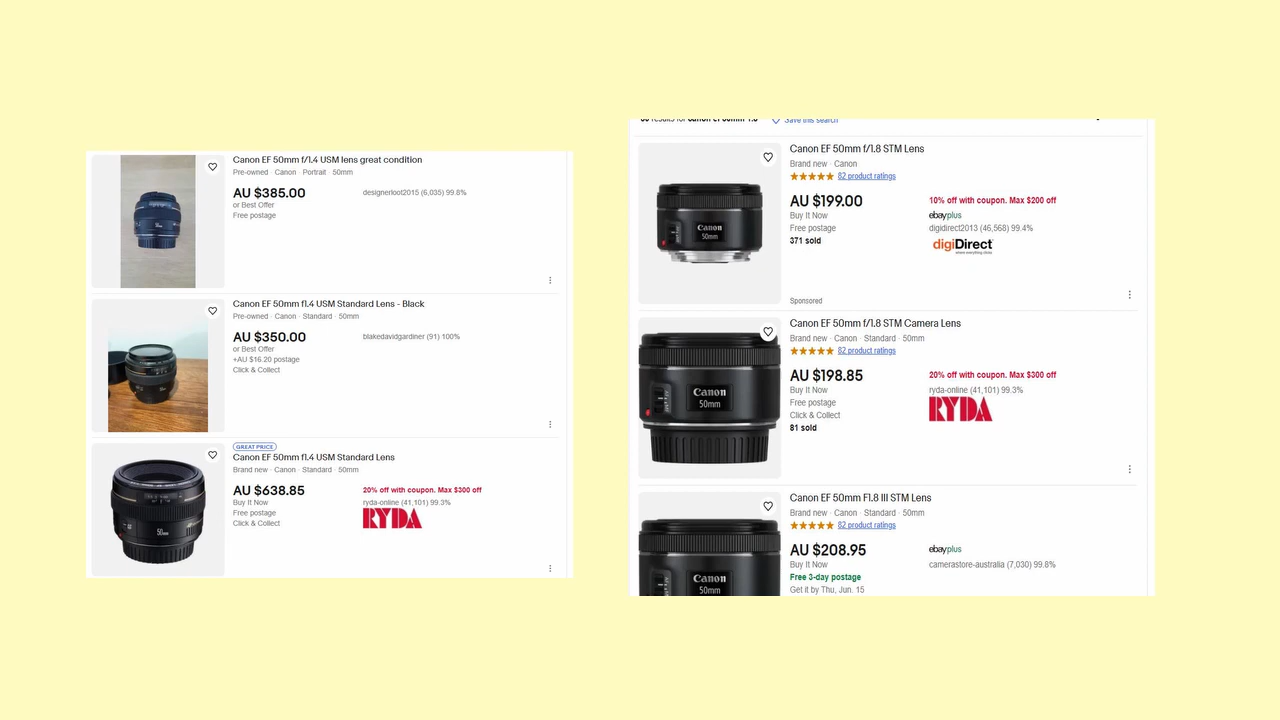 Canon EF 50mm f/1.4 USM lens great condition
Pre-owned · Canon · Portrait · 50mm
AU $385.00
designerloot2015 (6,035) 99.8%
or Best Offer
Free postage
Canon EF 50mm f1.4 USM Standard Lens - Black
Pre-owned · Canon · Standard · 50mm
AU $350.00
blakedavidgardiner (91) 100%
or Best Offer
+AU $16.20 postage
Click & Collect
GREAT PRICE
Canon EF 50mm f1.4 USM Standard Lens
Brand new · Canon · Standard · 50mm
AU $638.85
20% off with coupon. Max $300 off
Buy It Now
ryda-online (41,101) 99.3%
Free postage
RYDA
Click & Collect
50mm
Save this search
Canon EF 50mm f/1.8 STM Lens
Brand new · Canon
82 product ratings
AU $199.00
10% off with coupon. Max $200 off
Buy It Now
ebayplus
Free postage
digidirect2013 (46,568) 99.4%
371 sold
digiDirect
Sponsored
Canon
50mm
Canon EF 50mm f/1.8 STM Camera Lens
Brand new · Canon · Standard · 50mm
82 product ratings
AU $198.85
20% off with coupon. Max $300 off
Buy It Now
ryda-online (41,101) 99.3%
Free postage
RYDA
Click & Collect
81 sold
Canon
50mm
Canon EF 50mm F1.8 III STM Lens
Brand new · Canon · Standard · 50mm
82 product ratings
AU $208.95
ebayplus
Buy It Now
camerastore-australia (7,030) 99.8%
Free 3-day postage
Get it by Thu, Jun. 15
Canon
50mm